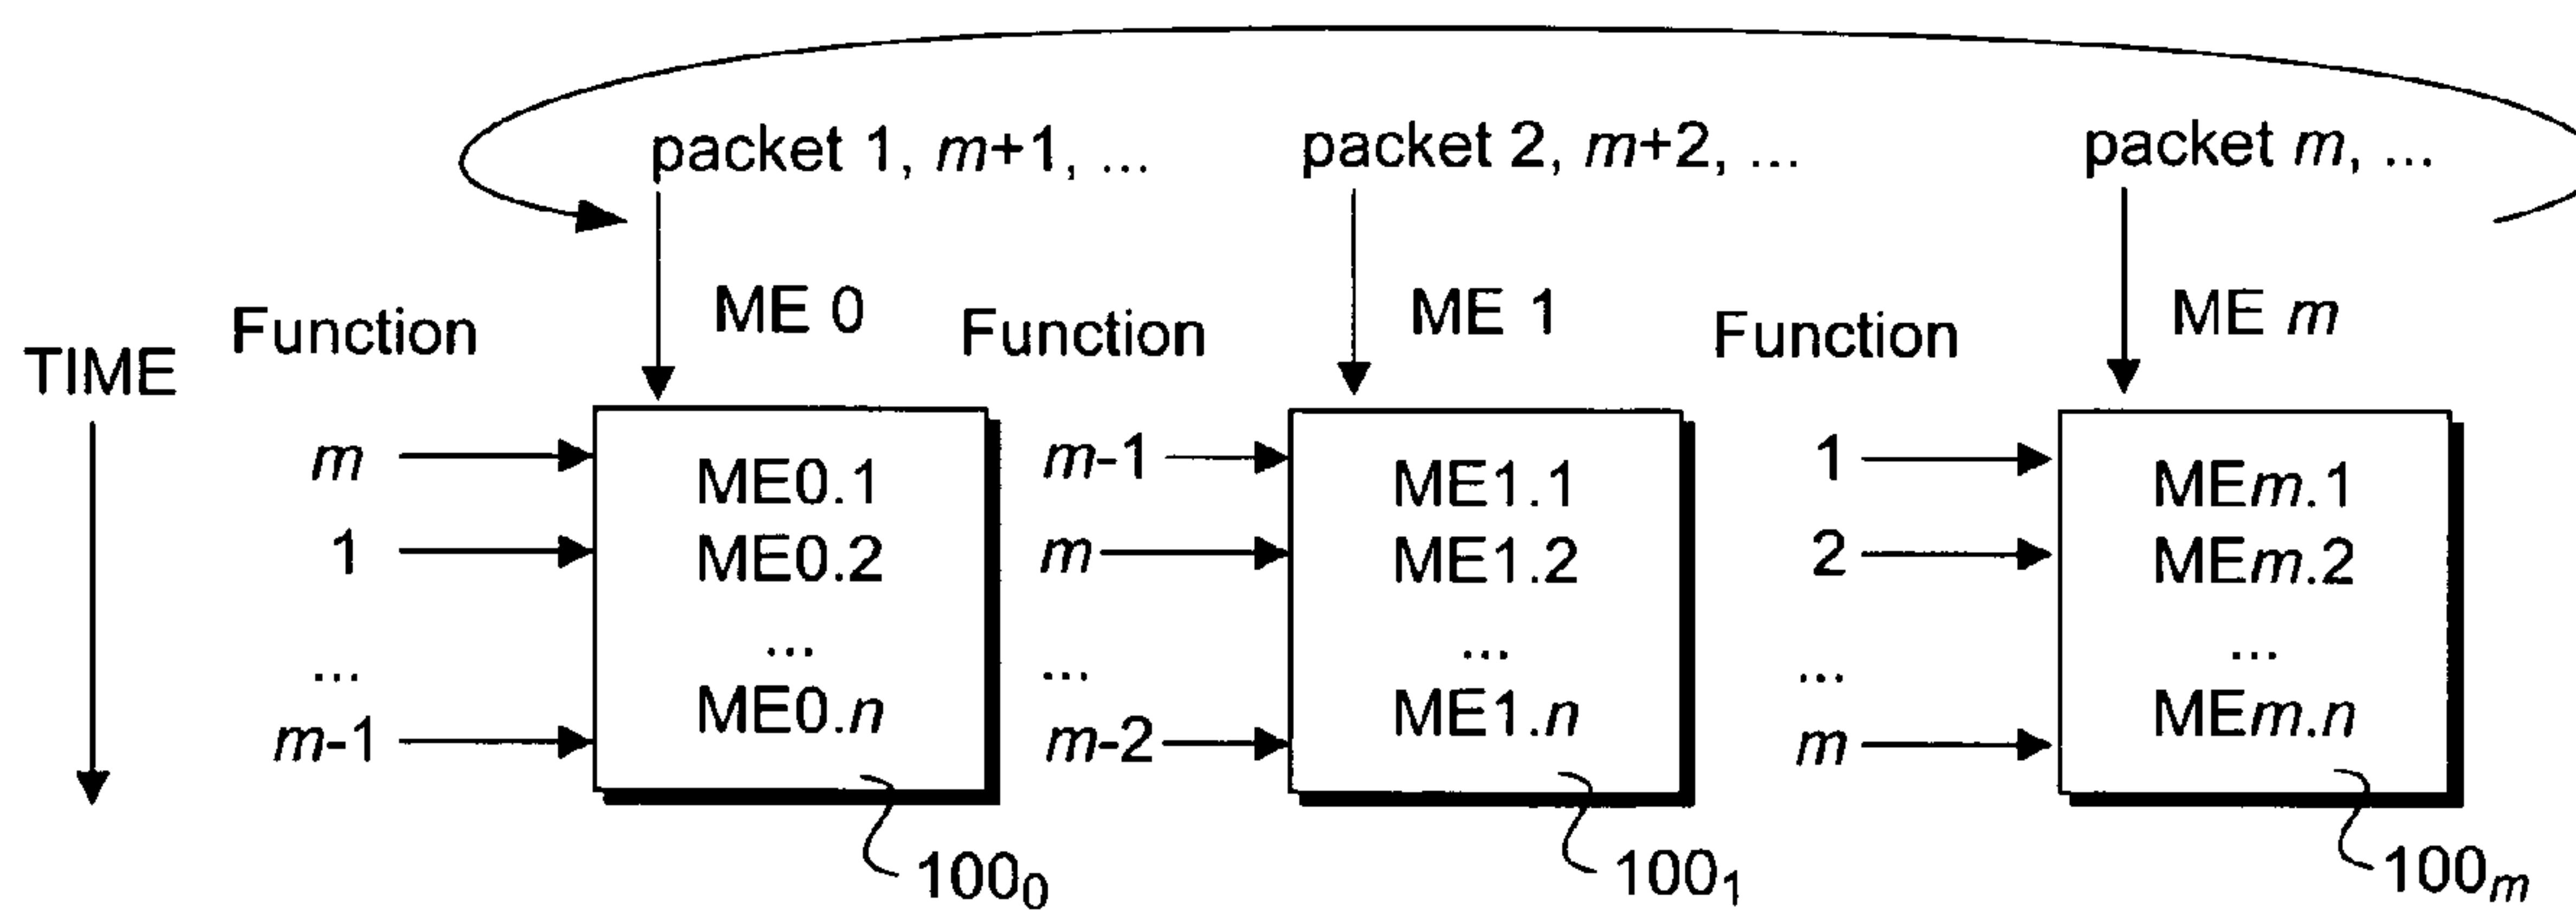 packet 1, m+1, ... packet 2, m+2, ... packet m, ...
TIME Function ME 0 Function ME 1 Function ME m
m ME0.1 m-1 ME1.1 1 MEm.1
1 ME0.2 m ME1.2 2 MEm.2
... ... ... ... ... ...
m-1 ME0.n m-2 ME1.n m MEm.n
100₀ 100₁ 100ₘ